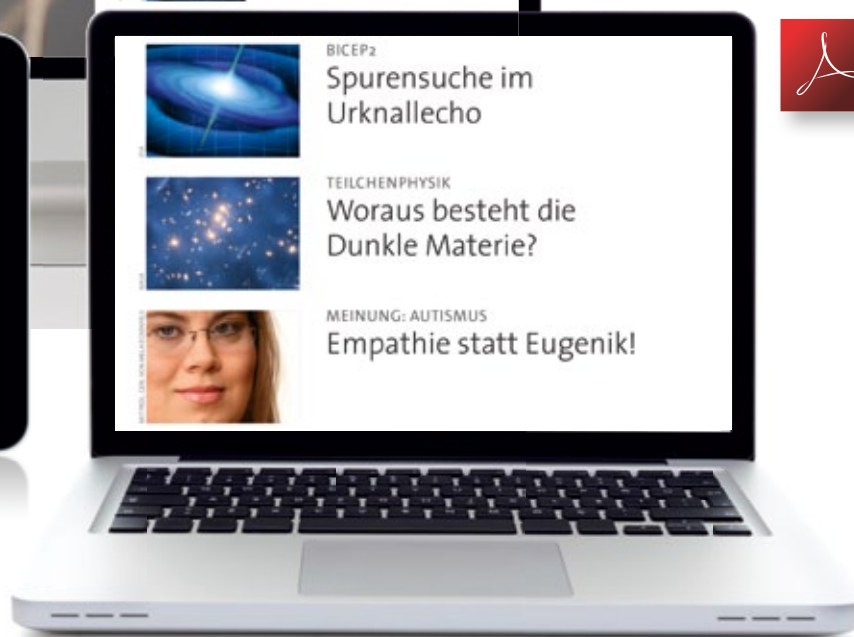 BICEP2
Spurensuche im
Urknallecho
TEILCHENPHYSIK
Woraus besteht die
Dunkle Materie?
MEINUNG: AUTISMUS
Empathie statt Eugenik!